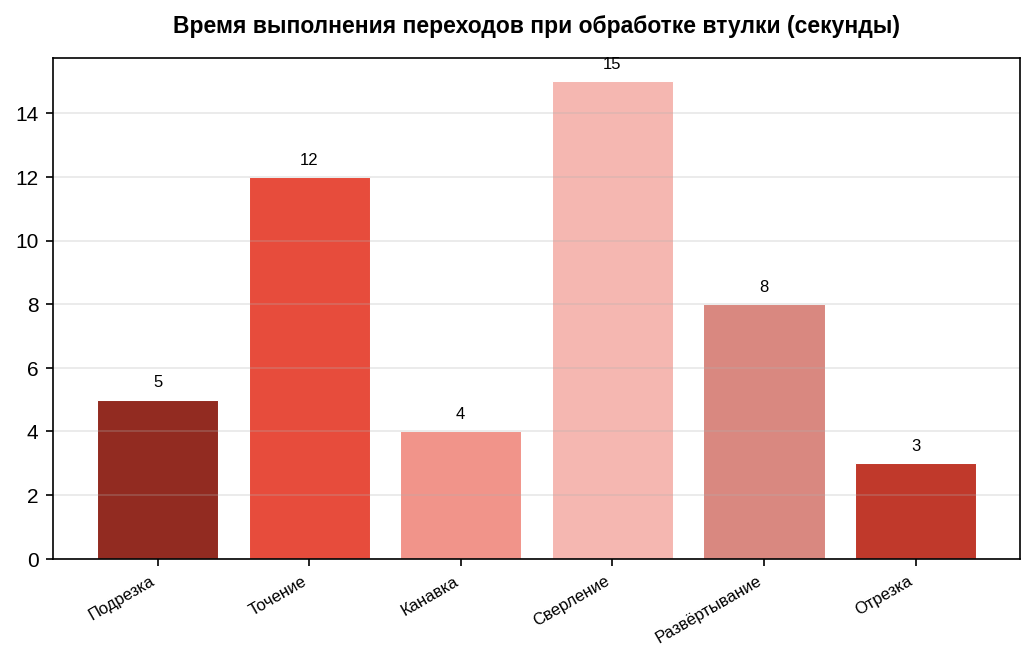 Время выполнения переходов при обработке втулки (секунды)
15
14
12
12
10
8
8
6
5
4
4
3
2
0
Подрезка
Точение
Канавка
Сверление
Развёртывание
Отрезка